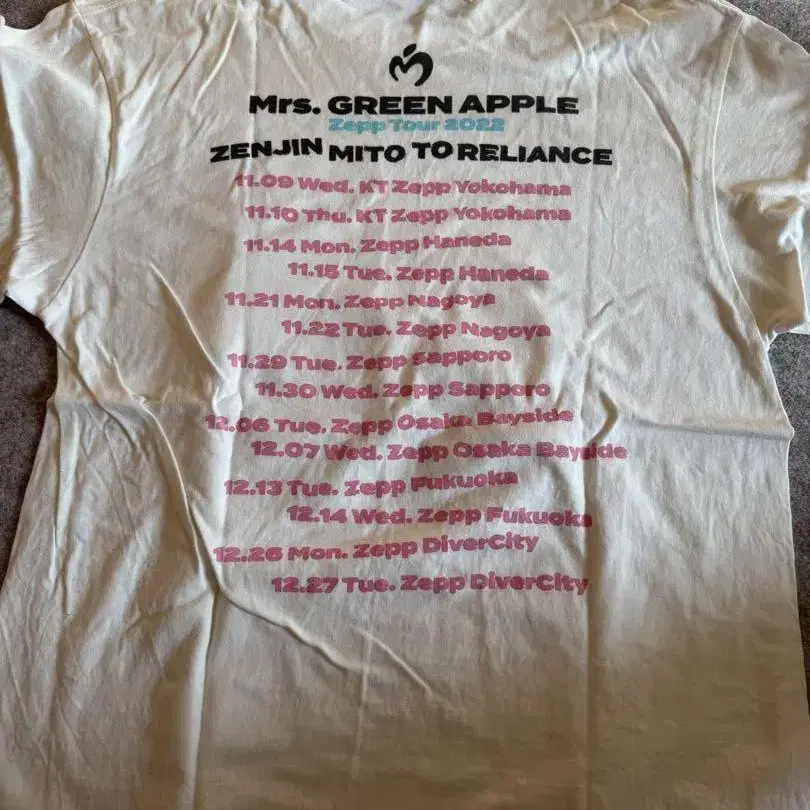 Mrs. GREEN APPLE
Zepp Tour 2022
ZENJIN MITO TO RELIANCE
11.09 Wed. KT Zepp Yokohama
11.10 Thu. KT Zepp Yokohama
11.14 Mon. Zepp Haneda
11.15 Tue. Zepp Haneda
11.21 Mon. Zepp Nagoya
11.22 Tue. Zepp Nagoya
11.29 Tue. Zepp Sapporo
11.30 Wed. Zepp Sapporo
12.06 Tue. Zepp Osaka Bayside
12.07 Wed. Zepp Osaka Bayside
12.13 Tue. Zepp Fukuoka
12.14 Wed. Zepp Fukuoka
12.26 Mon. Zepp DiverCity
12.27 Tue. Zepp DiverCity